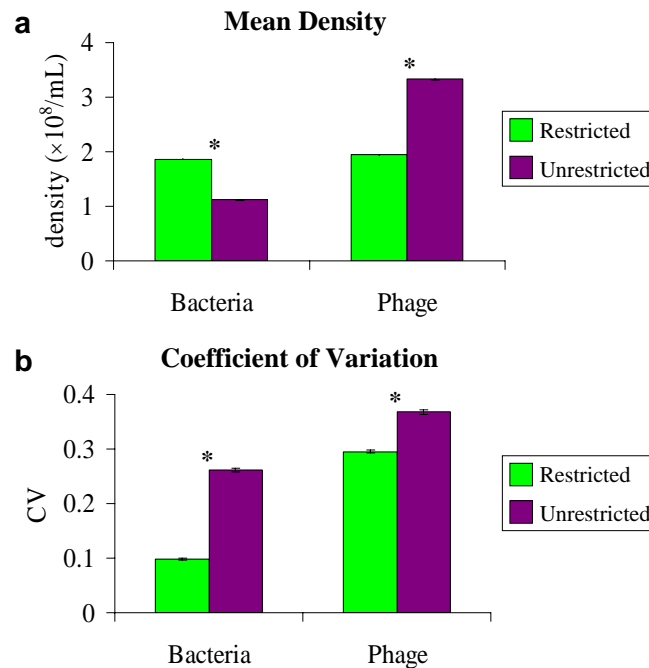 a
Mean Density
density (×10⁸/mL)
4
3
2
1
0
*
*
Bacteria
Phage
Restricted
Unrestricted
b
Coefficient of Variation
CV
0.4
0.3
0.2
0.1
0
*
*
Bacteria
Phage
Restricted
Unrestricted